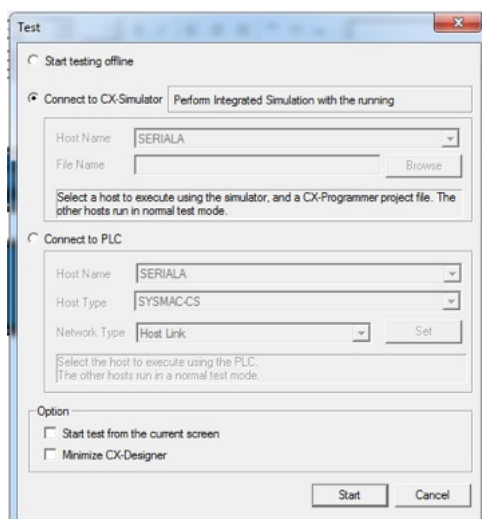 Test
Start testing offline
Connect to CX-Simulator Perform Integrated Simulation with the running
Host Name SERIALA
File Name Browse
Select a host to execute using the simulator, and a CX-Programmer project file. The
other hosts run in normal test mode.
Connect to PLC
Host Name SERIALA
Host Type SYSMAC-CS
Network Type Host Link Set
Select the host to execute using the PLC.
The other hosts run in a normal test mode.
Option
Start test from the current screen
Minimize CX-Designer
Start Cancel